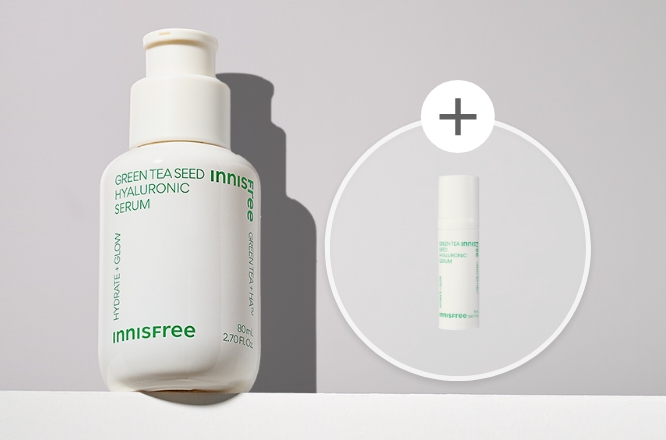 GREEN TEA SEED
HYALURONIC
SERUM
innisfree
HYDRATE + GLOW
GREEN TEA + HA™
innisfree
80mL
2.70 Fl.Oz.
+
GREEN TEA
SEED
HYALURONIC
SERUM
innisfree
innisfree